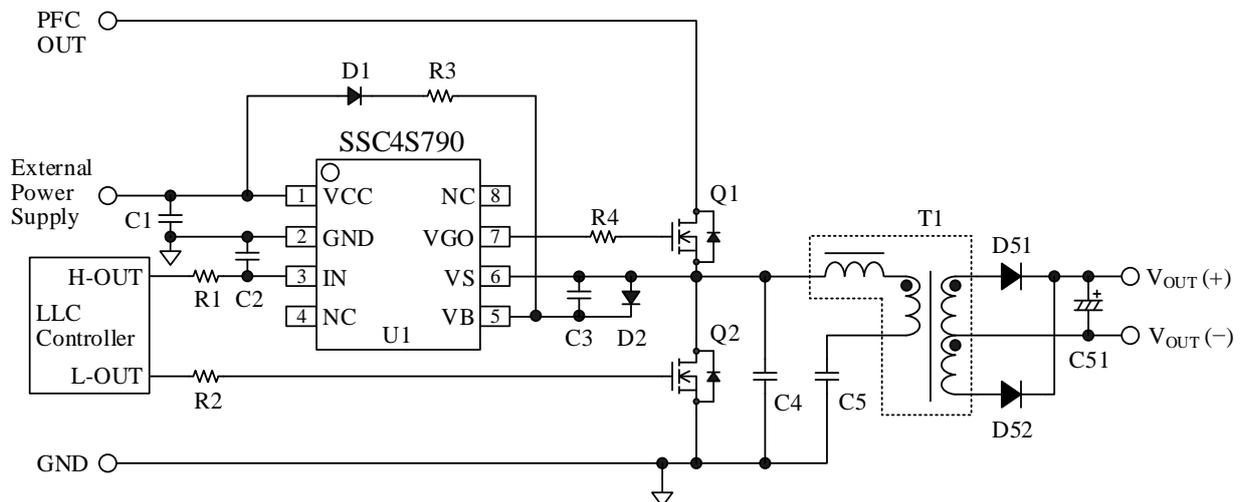 PFC
OUT
D1
R3
SSC4S790
External
Power
Supply
C1
1
VCC
NC
8
Q1
2
GND
VGO
7
R4
T1
D51
H-OUT
R1
C2
3
IN
VS
6
VOUT (+)
LLC
Controller
4
NC
VB
5
U1
C3
D2
Q2
+
C51
VOUT (−)
L-OUT
R2
C4
C5
D52
GND